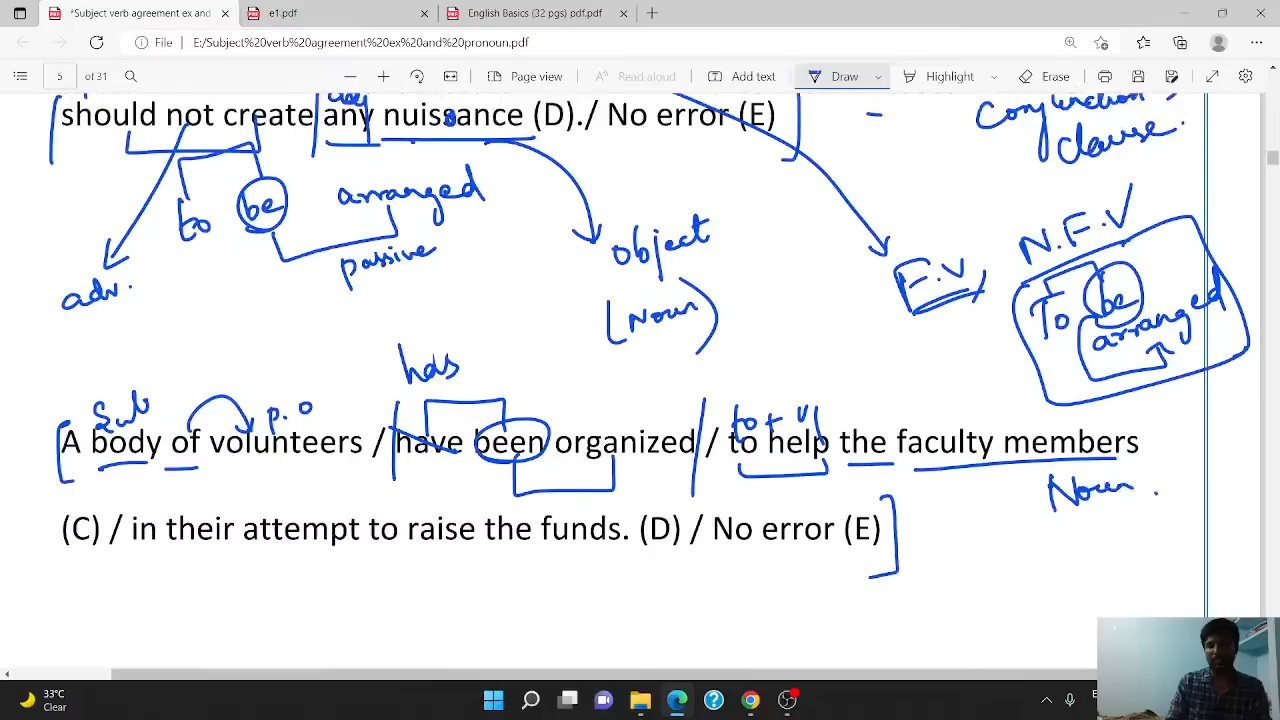 *Subject verb agreement ex and
e1.pdf
English Basics (32 pgs) pdf.pdf
File
E:/Subject%20verb%20agreement%20ex%20and%20pronoun.pdf
5 of 31
Page view
Read aloud
Add text
Draw
Highlight
Erase
should not create any nuissance (D)./ No error (E)
conjunction -
clause.
to be arranged
passive
adv.
object
(Noun)
F.V
N.F.V
To be
arranged
has
Sub
p.o
to + V1
A body of volunteers / have been organized / to help the faculty members
Noun.
(C) / in their attempt to raise the funds. (D) / No error (E)
33°C
Clear